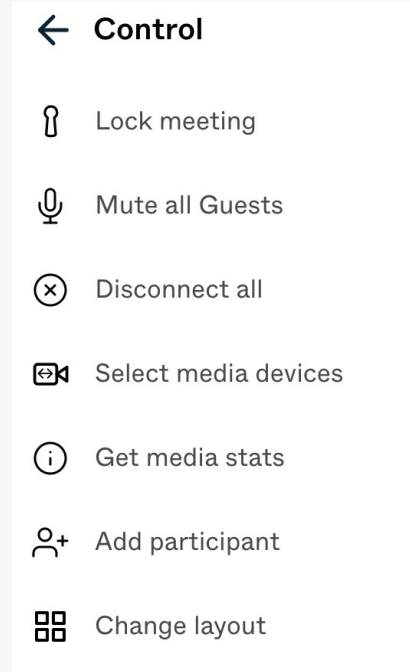 Control
Lock meeting
Mute all Guests
Disconnect all
Select media devices
Get media stats
Add participant
Change layout